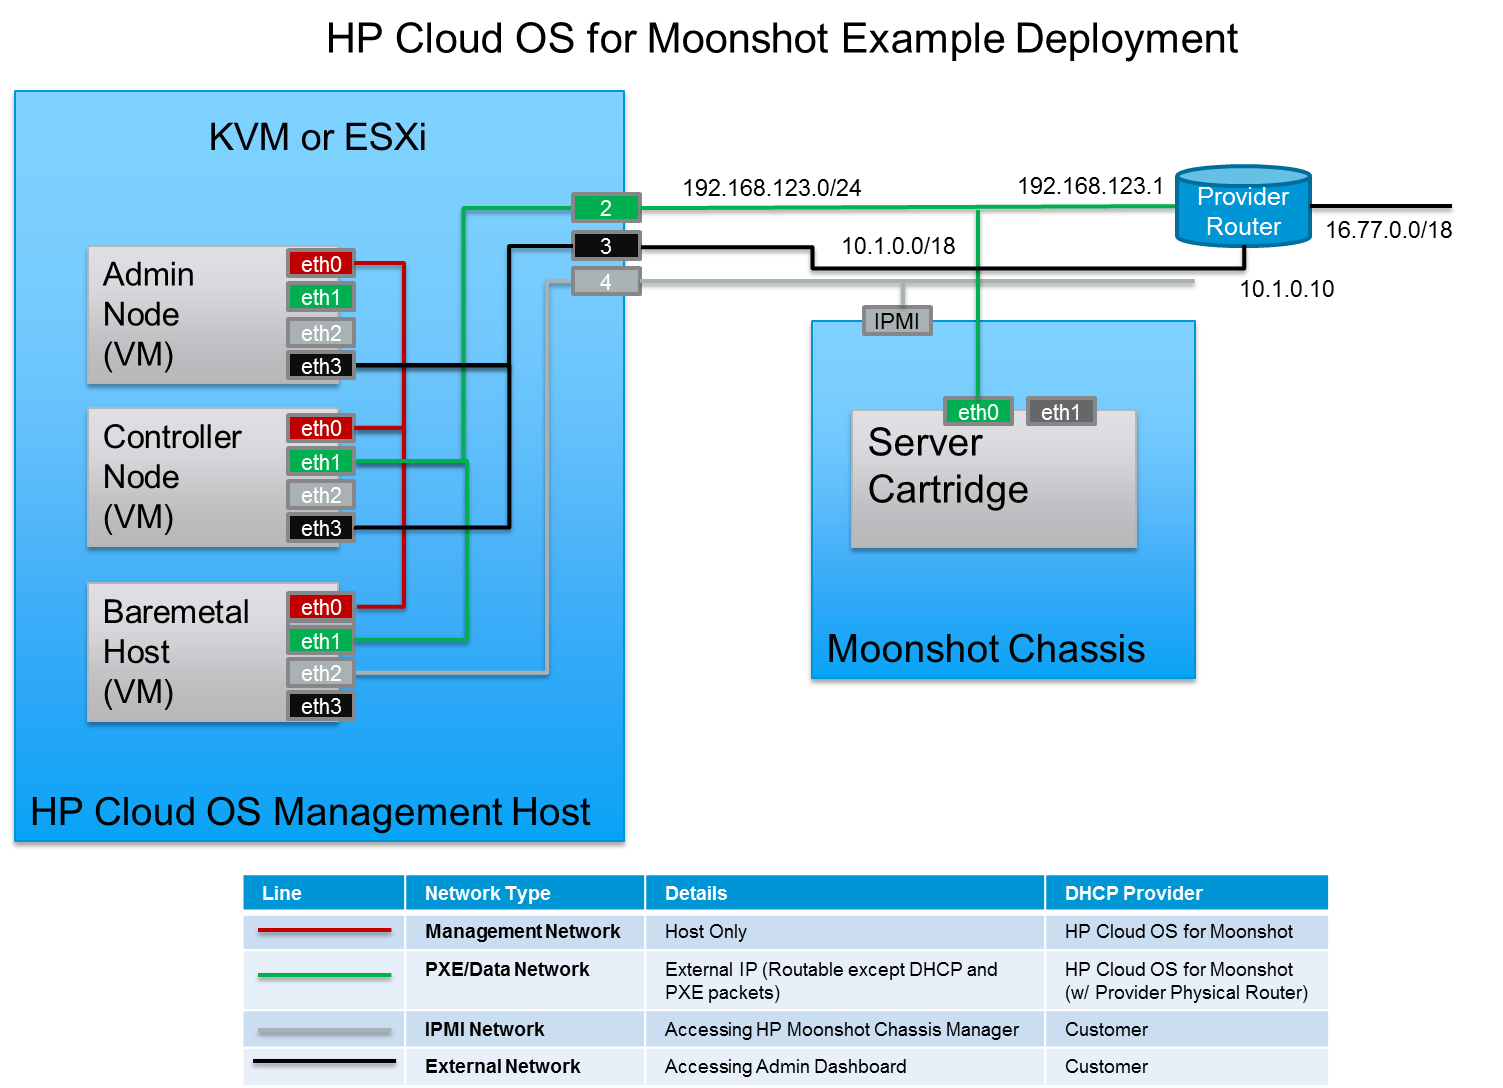 HP Cloud OS for Moonshot Example Deployment
KVM or ESXi
2
3
4
192.168.123.0/24
192.168.123.1
10.1.0.0/18
Provider
Router
16.77.0.0/18
10.1.0.10
Admin
Node
(VM)
eth0
eth1
eth2
eth3
Controller
Node
(VM)
eth0
eth1
eth2
eth3
Baremetal
Host
(VM)
eth0
eth1
eth2
eth3
HP Cloud OS Management Host
IPMI
eth0
eth1
Server
Cartridge
Moonshot Chassis
Line Network Type Details DHCP Provider
Management Network Host Only HP Cloud OS for Moonshot
PXE/Data Network External IP (Routable except DHCP and HP Cloud OS for Moonshot
PXE packets) (w/ Provider Physical Router)
IPMI Network Accessing HP Moonshot Chassis Manager Customer
External Network Accessing Admin Dashboard Customer